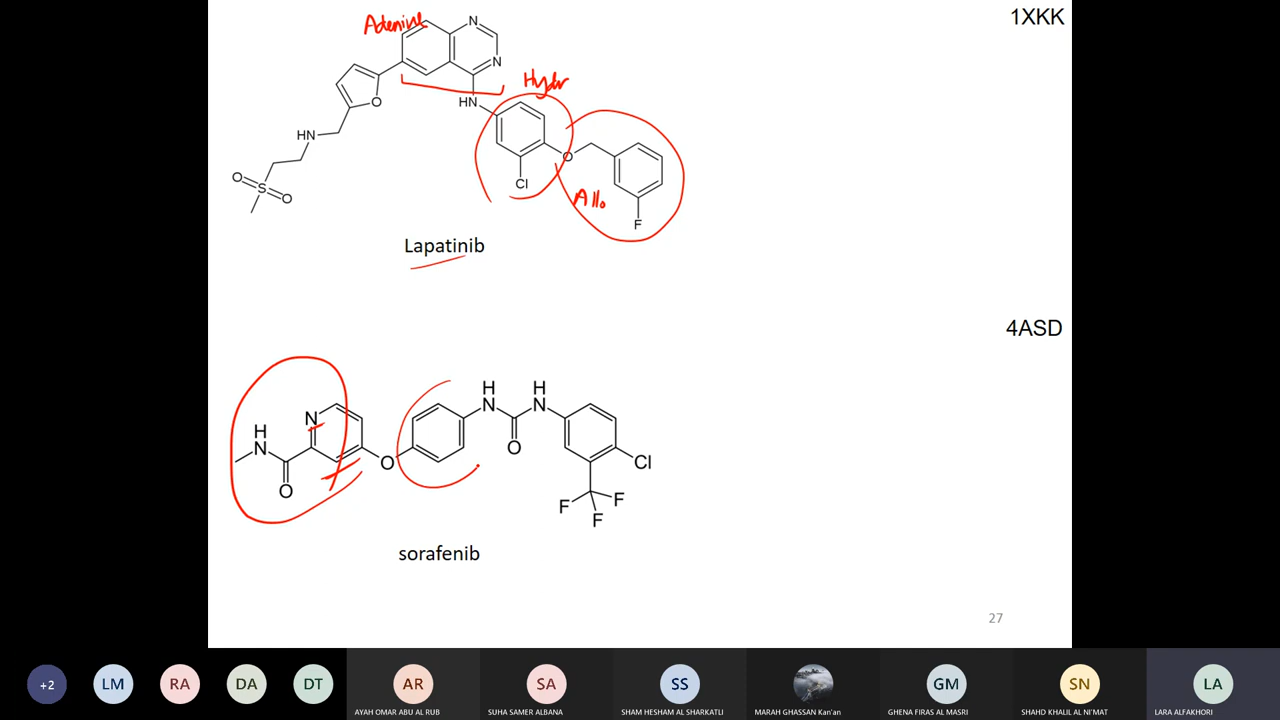 1XKK
Adenine
N
N
Hydr
HN
O
HN
O
Cl
O
S
O
Allo
F
Lapatinib
4ASD
H
N
O
N
O
H
N
O
H
N
Cl
F
F
F
sorafenib
27
+2
LM
RA
DA
DT
AR
SA
SS
GM
SN
LA
AYAH OMAR ABU AL RUB
SUHA SAMER ALBANA
SHAM HESHAM AL SHARKATLI
MARAH GHASSAN Kan'an
GHENA FIRAS AL MASRI
SHAHD KHALIL AL NI'MAT
LARA ALFAKHORI